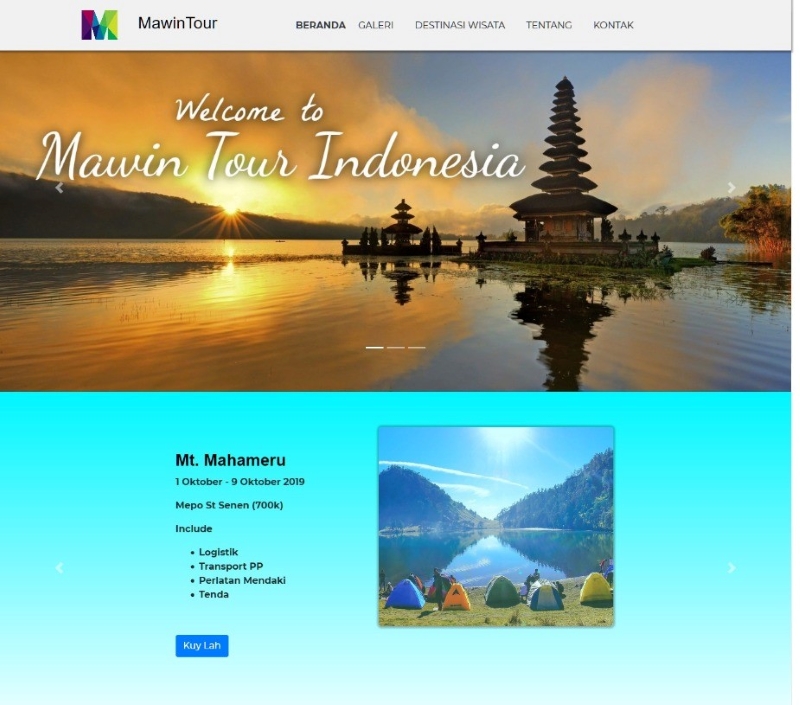 MawinTour
BERANDA GALERI DESTINASI WISATA TENTANG KONTAK
Welcome to
Mawin Tour Indonesia
Mt. Mahameru
1 Oktober - 9 Oktober 2019
Mepo St Senen (700k)
Include
• Logistik
• Transport PP
• Perlatan Mendaki
• Tenda
Kuy Lah